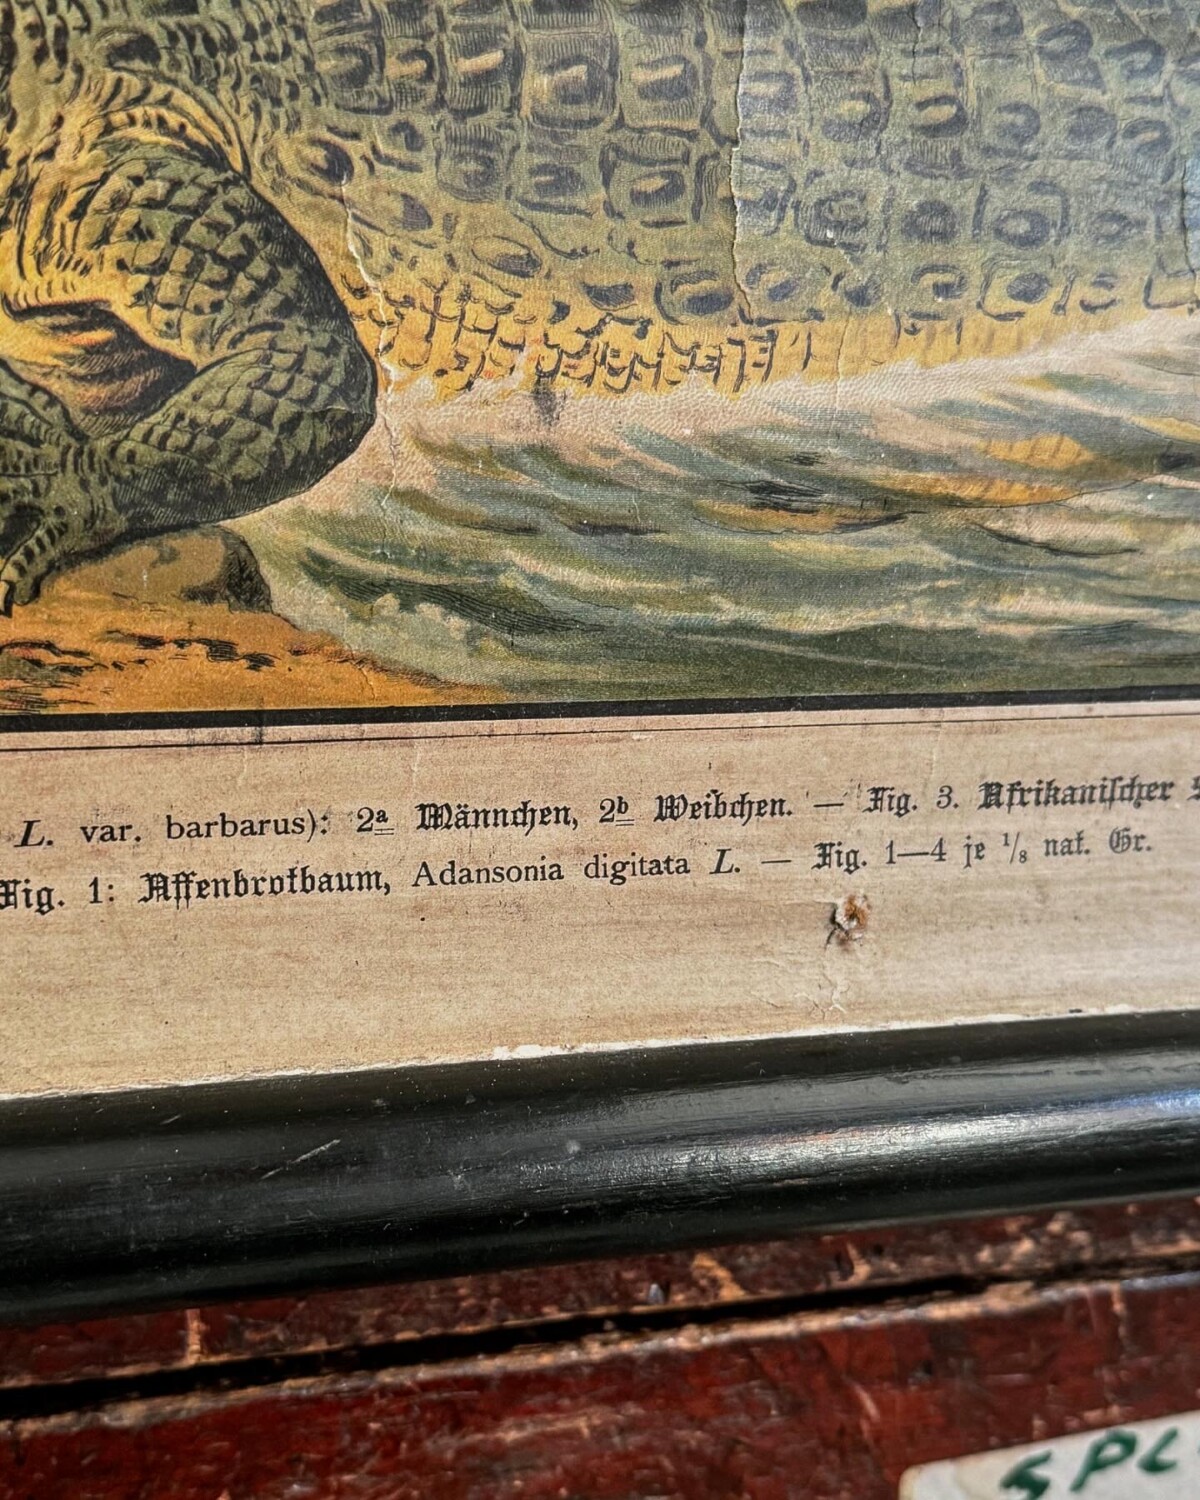 L. var. barbarus): 2a Männchen, 2b Weibchen. — Fig. 3. Afrikanischer
Fig. 1: Affenbrotbaum, Adansonia digitata L. — Fig. 1—4 je 1/8 nat. Gr.
SPL